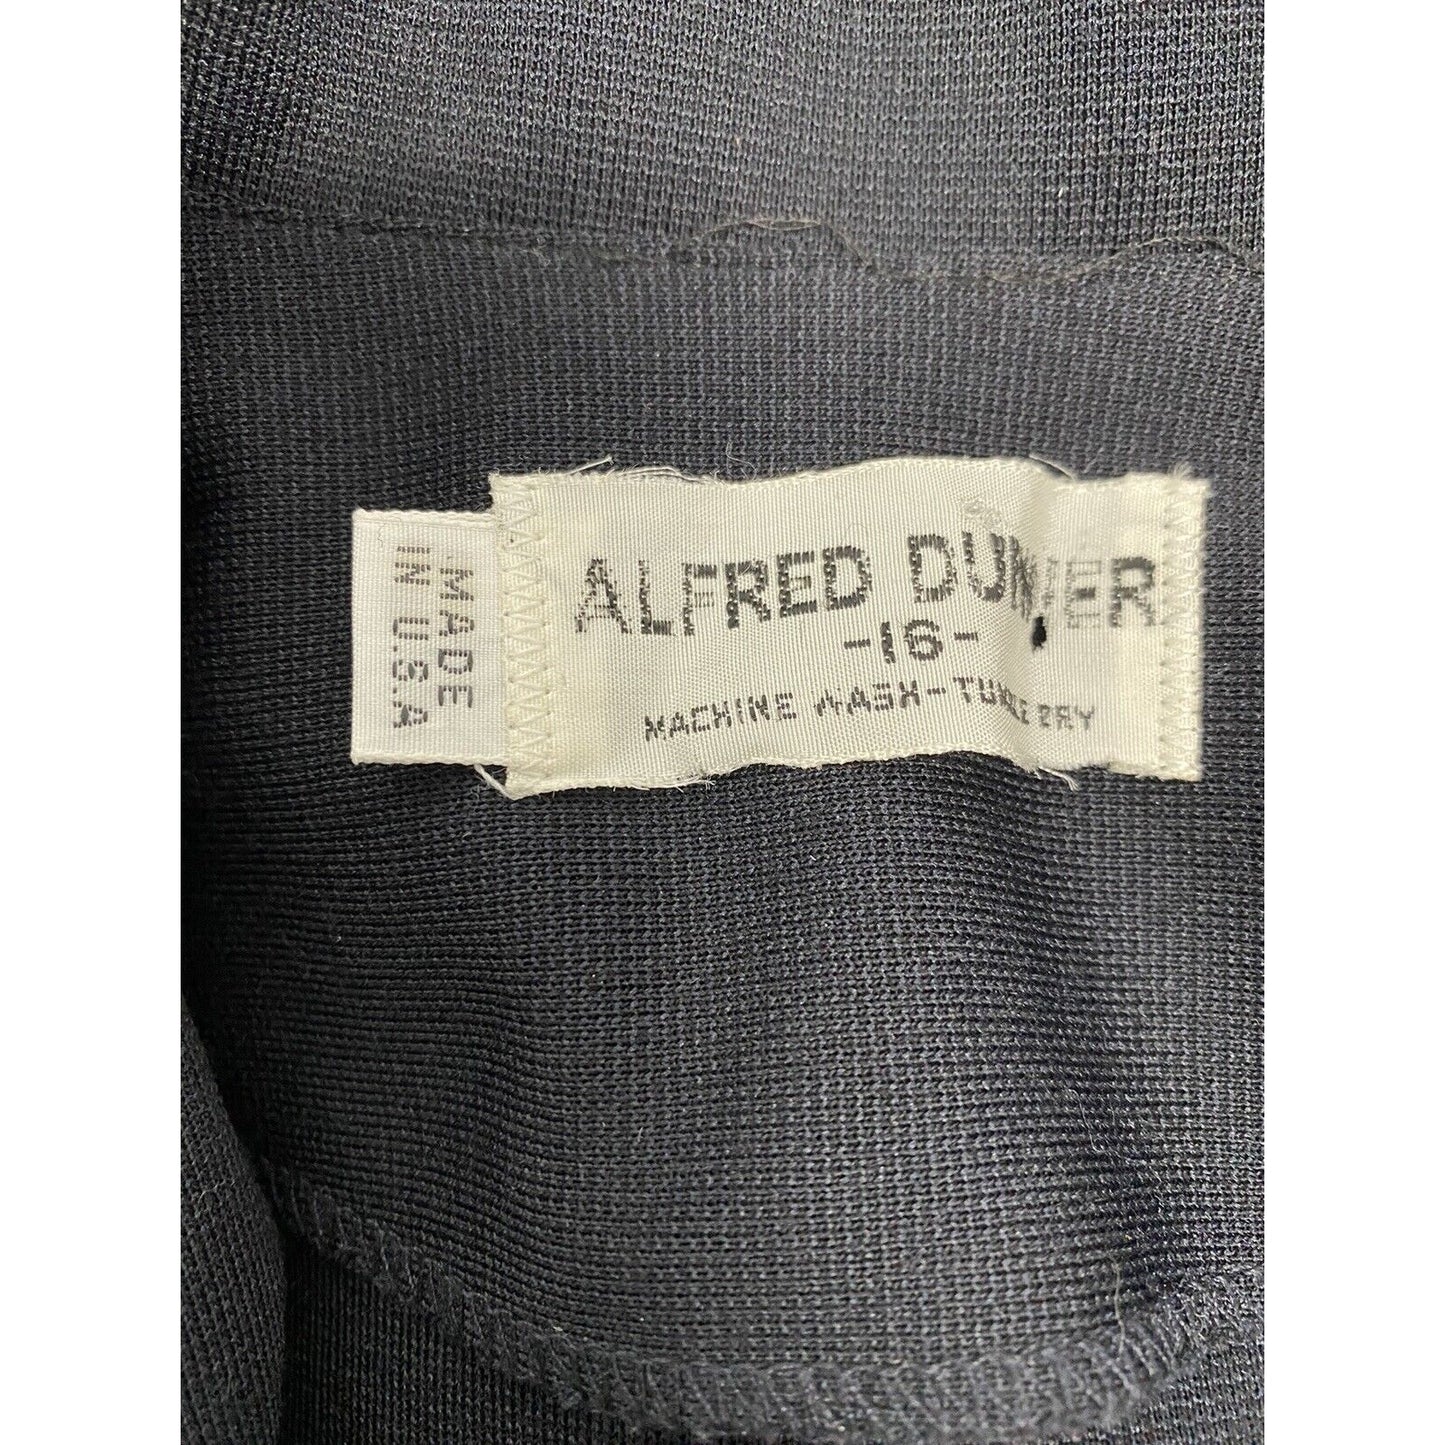 MADE
IN U.S.A
ALFRED DUNNER
-16-
MACHINE WASH-TUMBLE DRY